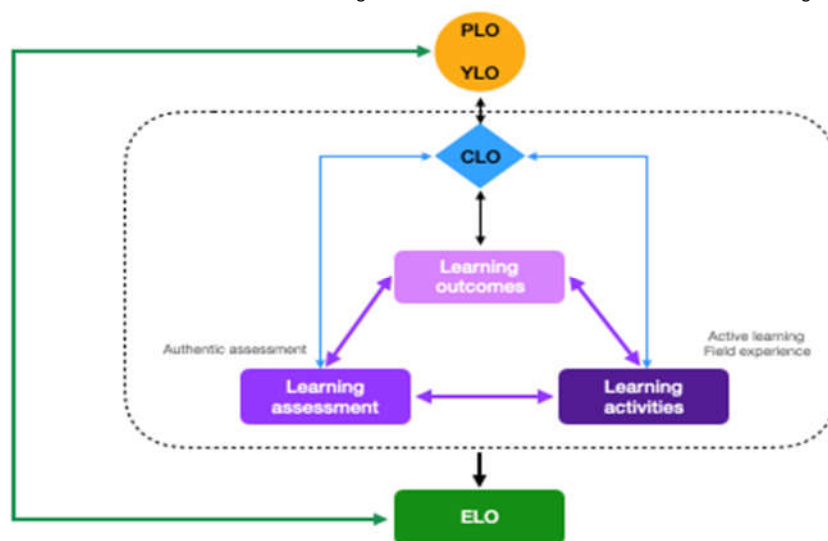 PLO
YLO
CLO
Learning
outcomes
Authentic assessment
Active learning
Field experience
Learning
assessment
Learning
activities
ELO